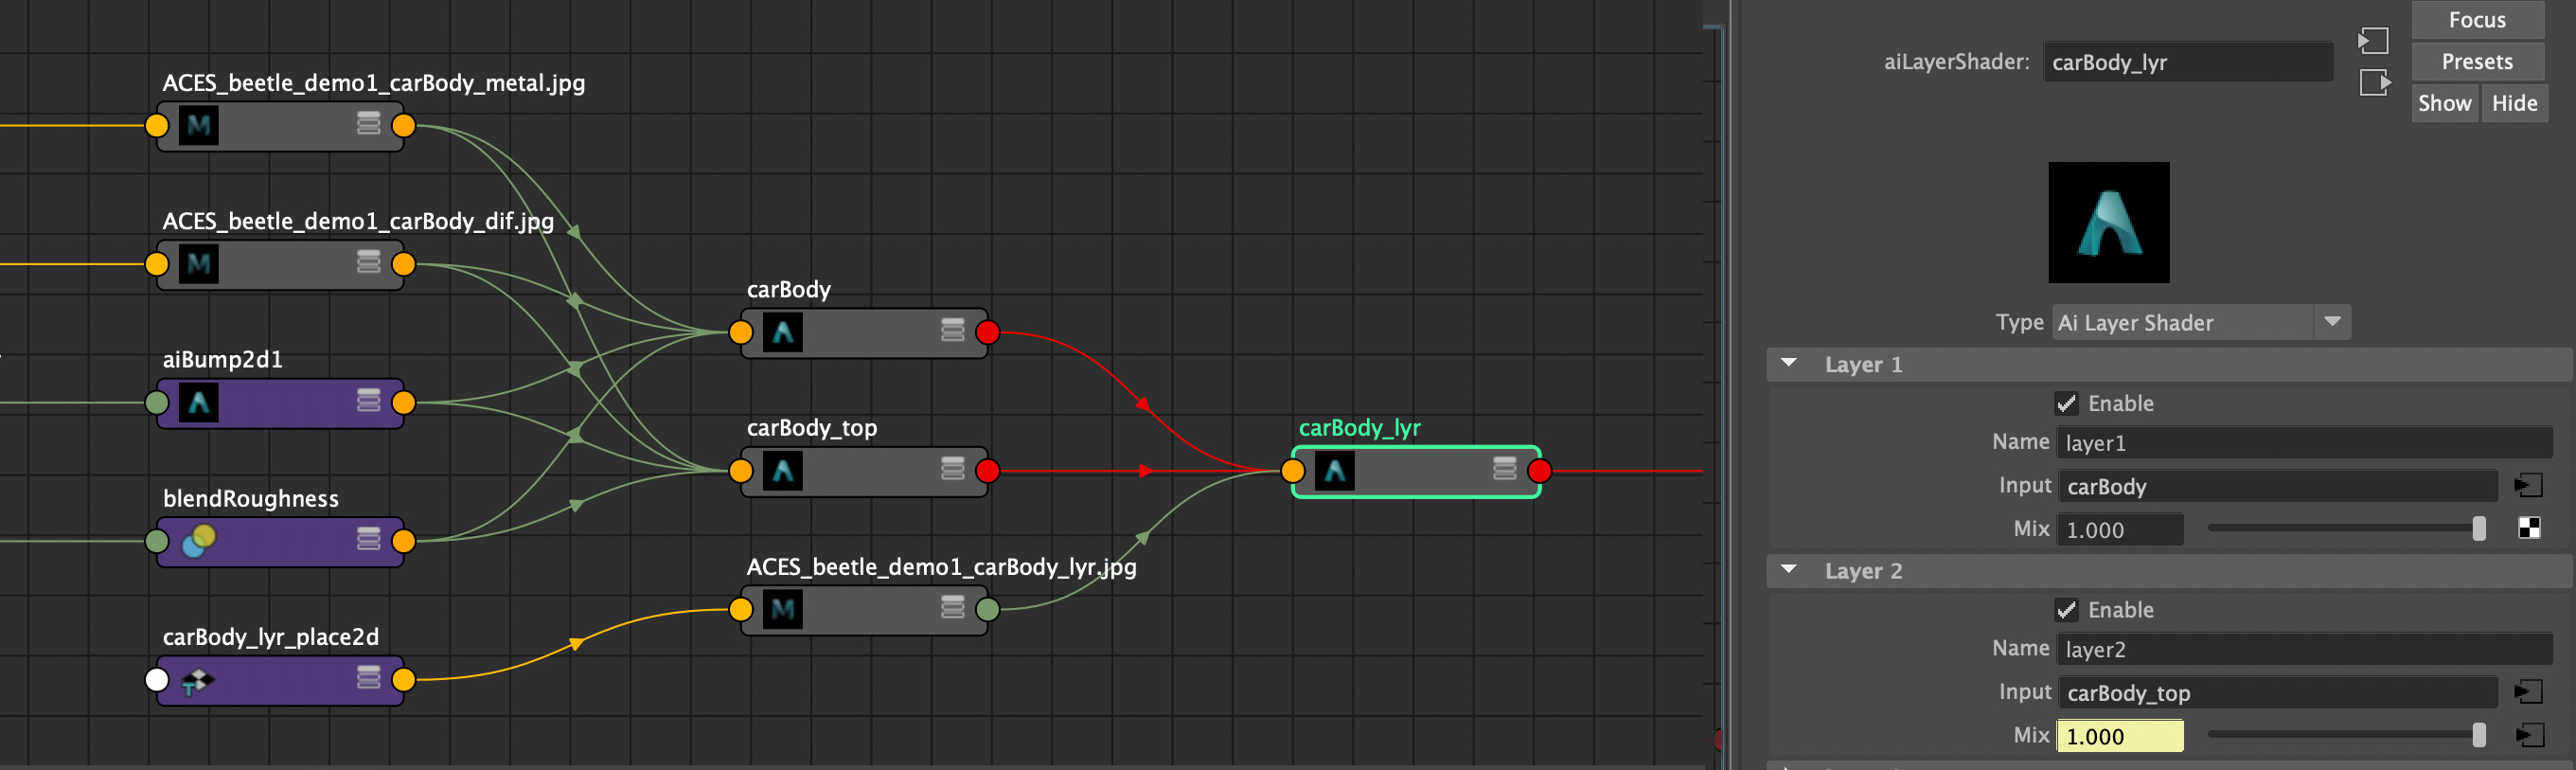 ACES_beetle_demo1_carBody_metal.jpg
ACES_beetle_demo1_carBody_dif.jpg
aiBump2d1
blendRoughness
carBody_lyr_place2d
carBody
carBody_top
ACES_beetle_demo1_carBody_lyr.jpg
carBody_lyr
aiLayerShader: carBody_lyr
Focus
Presets
Show Hide
Type Ai Layer Shader
Layer 1
Enable
Name layer1
Input carBody
Mix 1.000
Layer 2
Enable
Name layer2
Input carBody_top
Mix 1.000